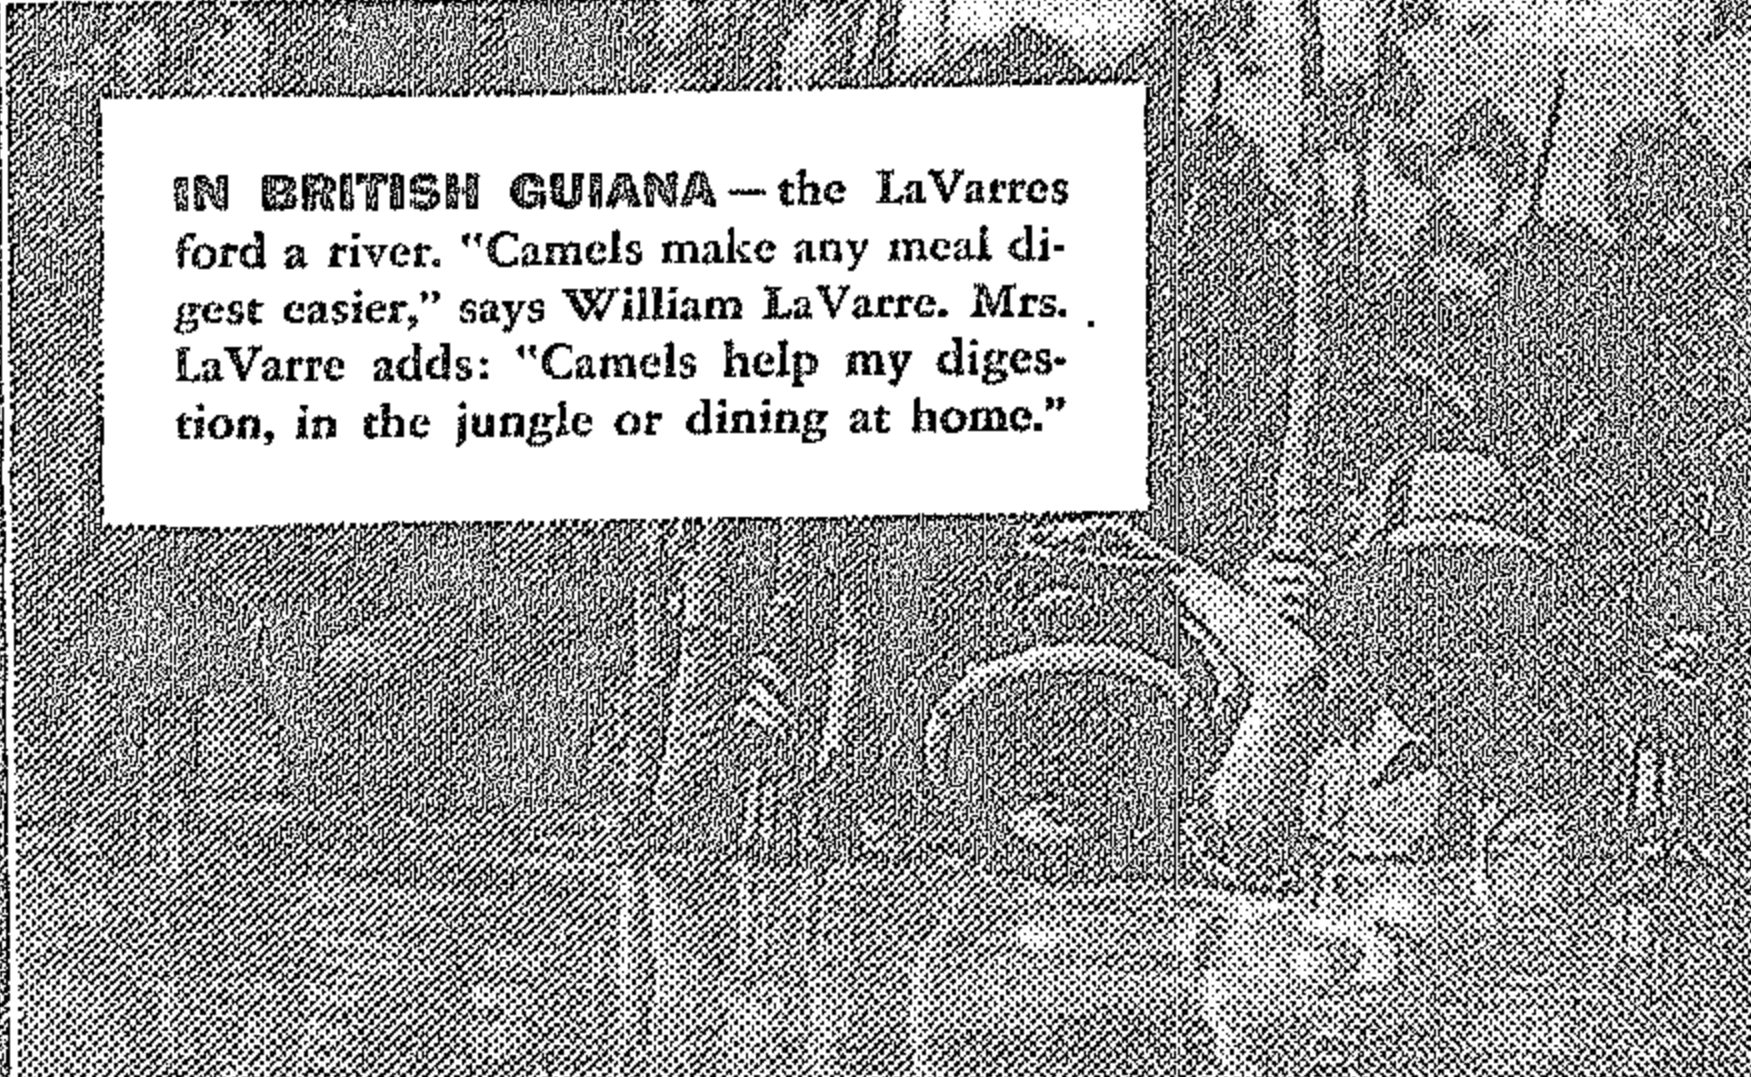 IN BRITISH GUIANA — the LaVarres
ford a river. "Camels make any meal di-
gest easier," says William LaVarre. Mrs.
LaVarre adds: "Camels help my diges-
tion, in the jungle or dining at home."